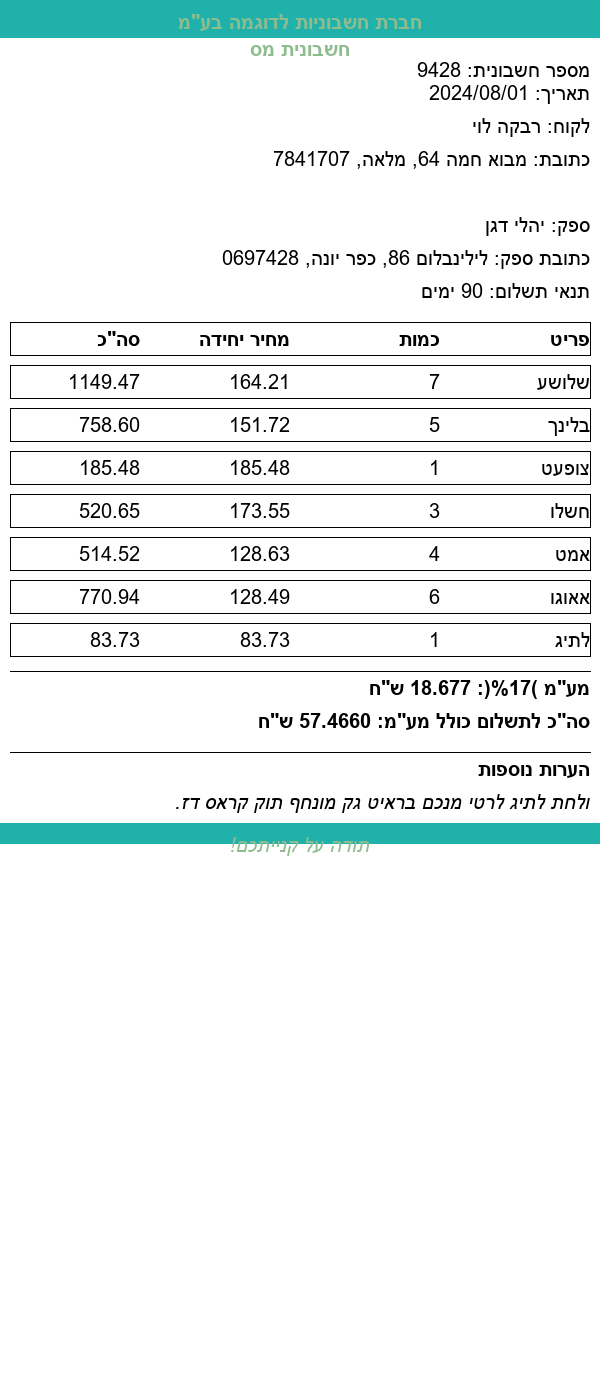 חברת חשבוניות לדוגמה בע"מ
חשבונית מס
מספר חשבונית: 9428
תאריך: 2024/08/01
לקוח: רבקה לוי
כתובת: מבוא חמה 64, מלאה, 7841707
ספק: יהלי דגן
כתובת ספק: לילינבלום 86, כפר יונה, 0697428
תנאי תשלום: 90 ימים
פריט כמות מחיר יחידה סה"כ
שלושע 7 164.21 1149.47
בלינך 5 151.72 758.60
צופעט 1 185.48 185.48
חשלו 3 173.55 520.65
אמט 4 128.63 514.52
אאוגו 6 128.49 770.94
לתיג 1 83.73 83.73
מע"מ )17%(: 18.677 ש"ח
סה"כ לתשלום כולל מע"מ: 57.4660 ש"ח
הערות נוספות
ולחת לתיג לרטי מנכם בראיט גק מונחף תוק קראס דז.
תודה על קנייתכם!